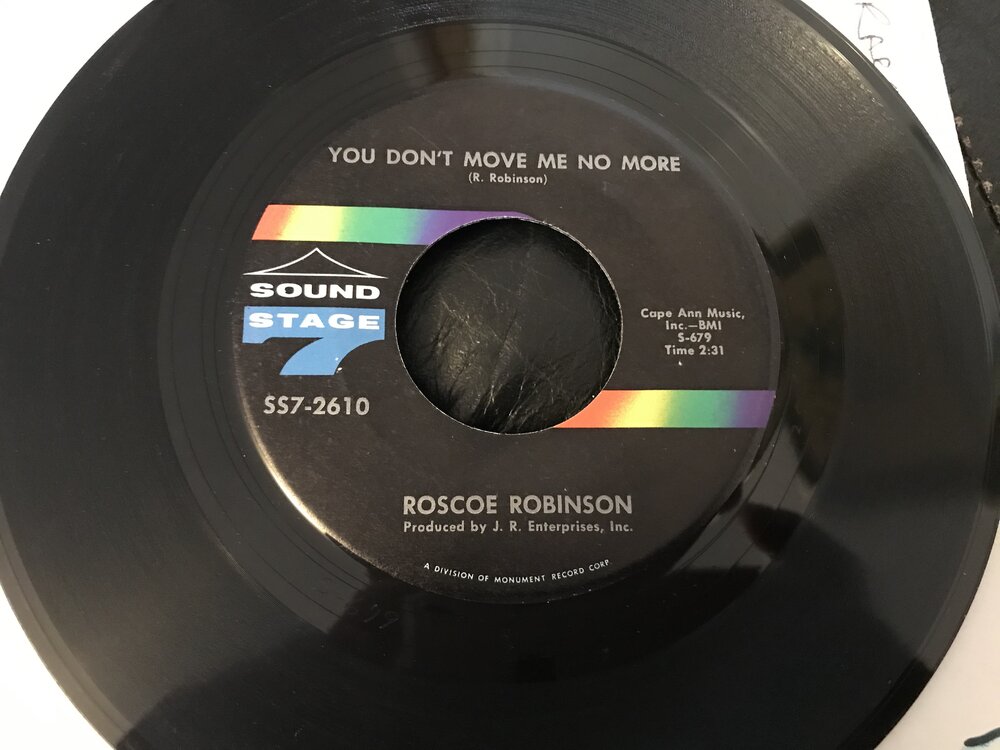 YOU DON'T MOVE ME NO MORE
(R. Robinson)
SOUND
STAGE
7
SS7-2610
Cape Ann Music,
Inc.—BMI
S-679
Time 2:31
ROSCOE ROBINSON
Produced by J. R. Enterprises, Inc.
A DIVISION OF MONUMENT RECORD CORP.